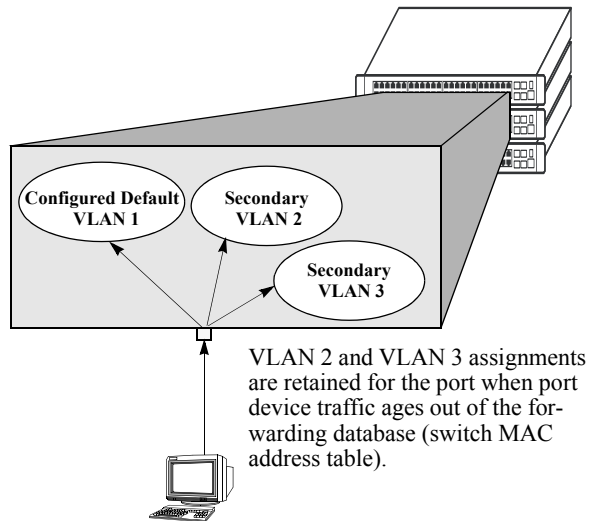 Configured Default
VLAN 1
Secondary
VLAN 2
Secondary
VLAN 3
VLAN 2 and VLAN 3 assignments
are retained for the port when port
device traffic ages out of the for-
warding database (switch MAC
address table).